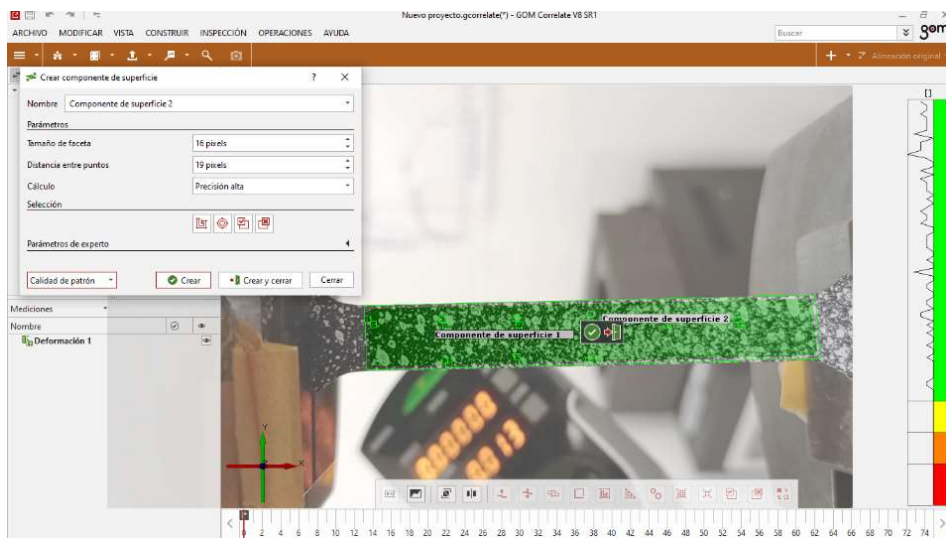 Nuevo proyecto.gcorrelate(*) - GOM Correlate V8 SR1
ARCHIVO MODIFICAR VISTA CONSTRUIR INSPECCIÓN OPERACIONES AYUDA
Buscar
gom
Alineación original
Crear componente de superficie ? X
Nombre Componente de superficie 2
Parámetros
Tamaño de faceta 16 pixels
Distancia entre puntos 19 pixels
Cálculo Precisión alta
Selección
Parámetros de experto
Calidad de patrón Crear Crear y cerrar Cerrar
[]
Mediciones
Nombre
Deformación 1
Componente de superficie 2
Componente de superficie 1
000000
0013
Y
X
0 2 4 6 8 10 12 14 16 18 20 22 24 26 28 30 32 34 36 38 40 42 44 46 48 50 52 54 56 58 60 62 64 66 68 70 72 74